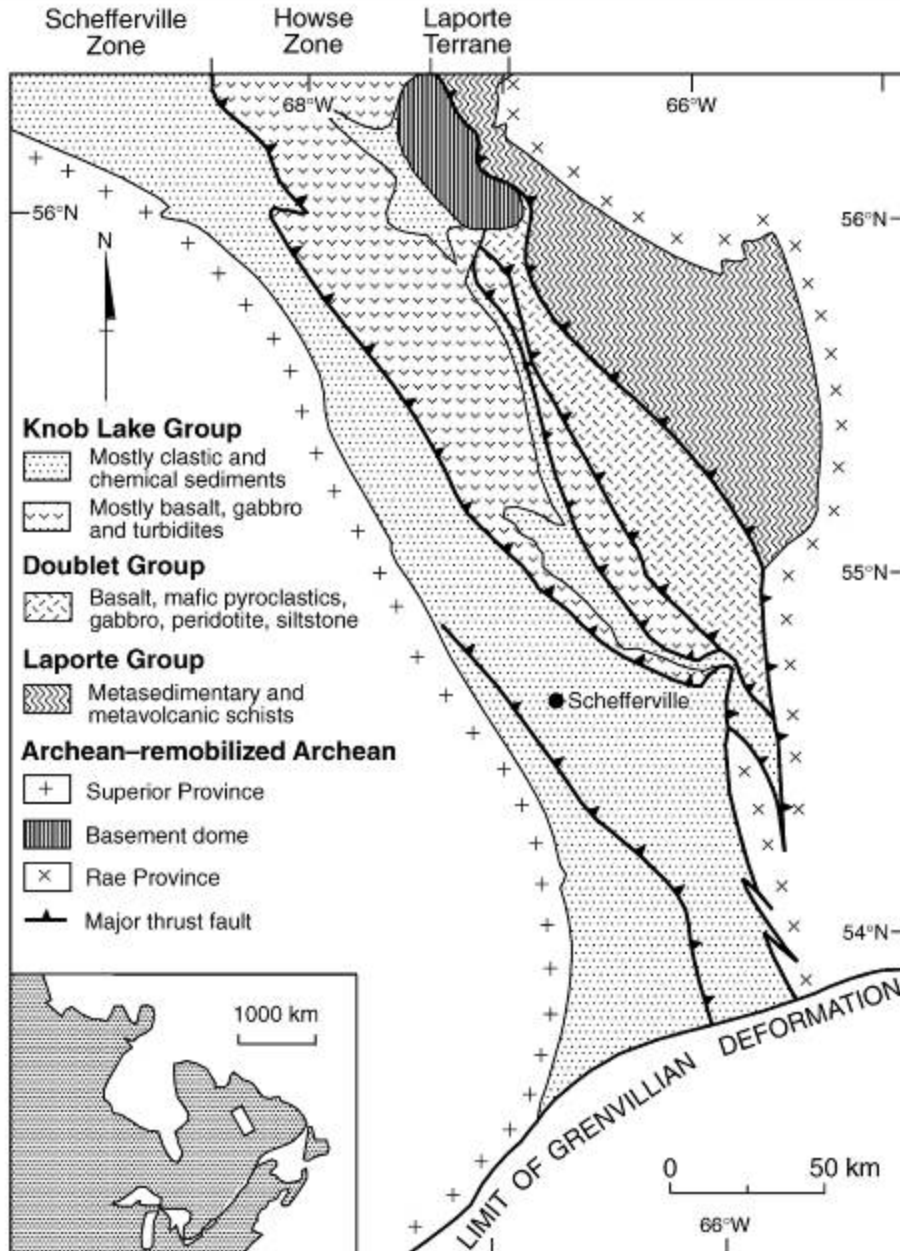 Schefferville
Zone
Howse
Zone
Laporte
Terrane
68°W
66°W
56°N
56°N
N
Knob Lake Group
Mostly clastic and
chemical sediments
Mostly basalt, gabbro
and turbidites
Doublet Group
Basalt, mafic pyroclastics,
gabbro, peridotite, siltstone
55°N
Laporte Group
Metasedimentary and
metavolcanic schists
Schefferville
Archean–remobilized Archean
Superior Province
Basement dome
Rae Province
Major thrust fault
54°N
1000 km
LIMIT OF GRENVILLIAN DEFORMATION
0 50 km
66°W